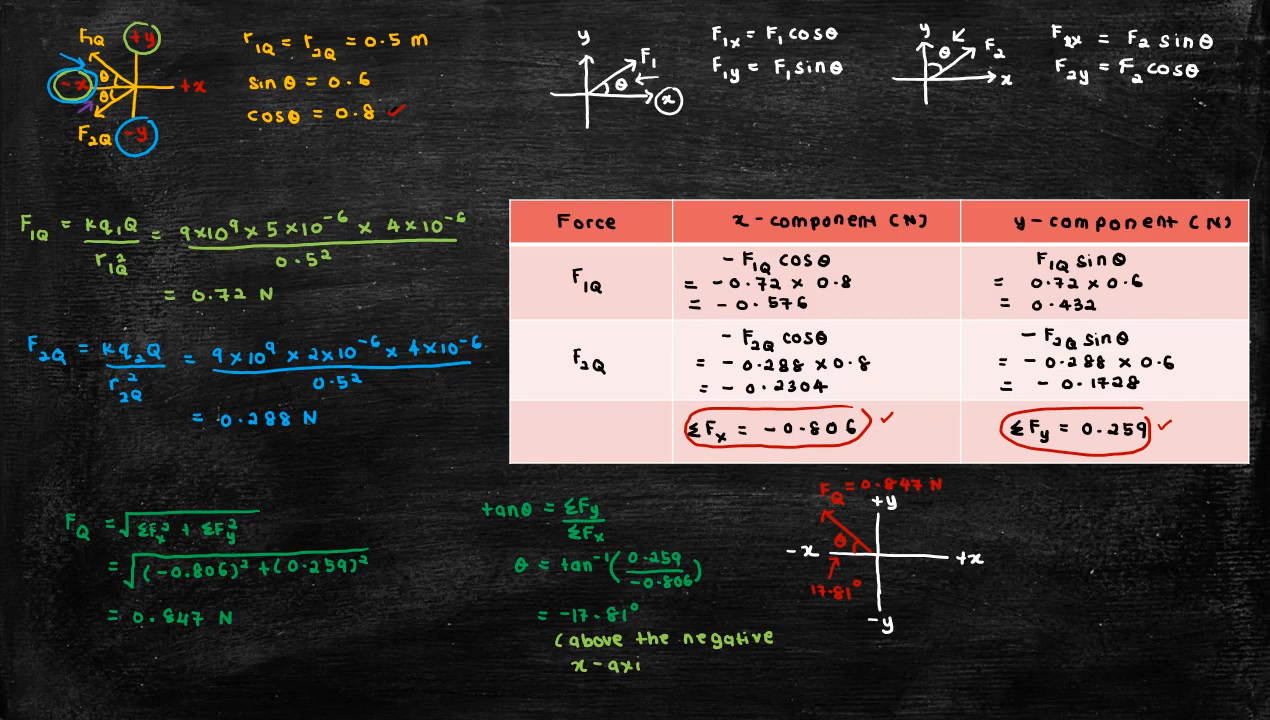 F1Q
+y
-x
θ
θ
+x
F2Q
-y
r1Q = r2Q = 0.5 m
sin θ = 0.6
cos θ = 0.8 ✓
y
F1
θ
x
F1x = F1 cos θ
F1y = F1 sin θ
y
F2
θ
x
F2x = F2 sin θ
F2y = F2 cos θ
F1Q = kq1Q / r1Q² = 9×10⁹ × 5×10⁻⁶ × 4×10⁻⁶ / 0.5²
= 0.72 N
F2Q = kq2Q / r2Q² = 9×10⁹ × 2×10⁻⁶ × 4×10⁻⁶ / 0.5²
= 0.288 N
Force x-component (N) y-component (N)
F1Q
- F1Q cos θ
= - 0.72 × 0.8
= - 0.576
F1Q sin θ
= 0.72 × 0.6
= 0.432
F2Q
- F2Q cos θ
= - 0.288 × 0.8
= - 0.2304
- F2Q sin θ
= - 0.288 × 0.6
= - 0.1728
ΣFx = - 0.806 ✓
ΣFy = 0.259 ✓
FQ = √(ΣFx² + ΣFy²)
= √((-0.806)² + (0.259)²)
= 0.847 N
tan θ = ΣFy / ΣFx
θ = tan⁻¹(0.259 / -0.806)
= -17.81°
(above the negative
x-axi
FQ = 0.847 N
+y
θ
-x
+x
17.81°
-y